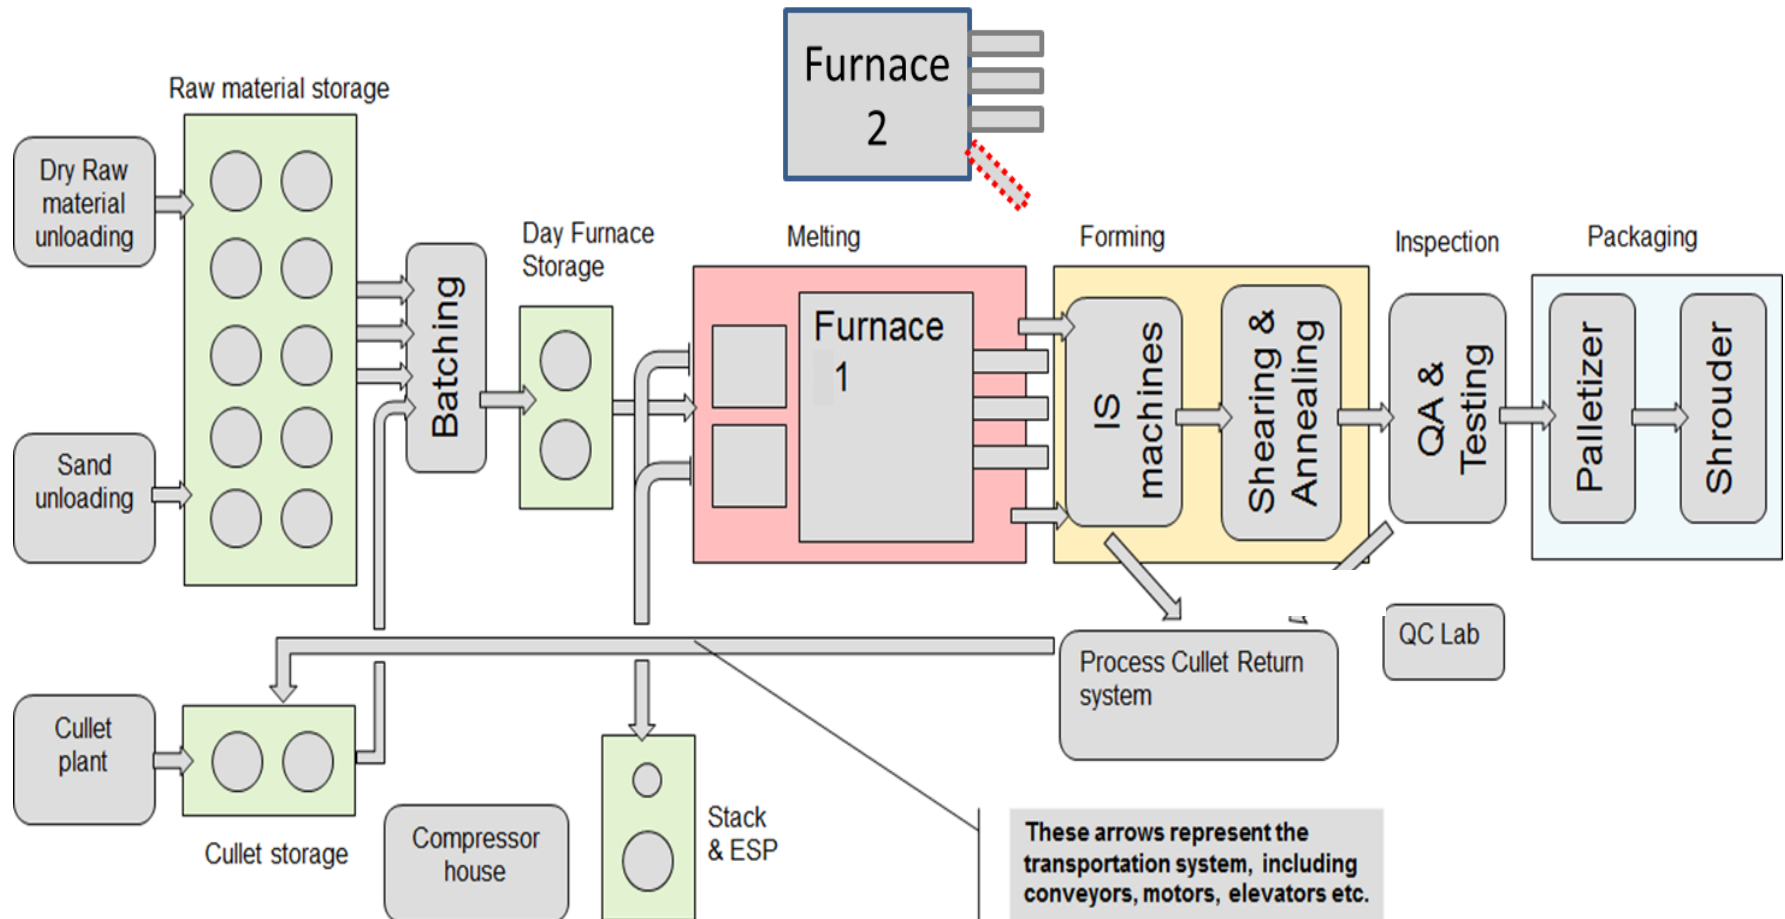 Furnace
2
Raw material storage
Dry Raw
material
unloading
Day Furnace
Storage
Melting
Forming
Inspection
Packaging
Batching
Furnace
1
IS
machines
Shearing &
Annealing
QA &
Testing
Palletizer
Shrouder
Sand
unloading
Process Cullet Return
system
QC Lab
Cullet
plant
Cullet storage
Compressor
house
Stack
& ESP
These arrows represent the
transportation system, including
conveyors, motors, elevators etc.